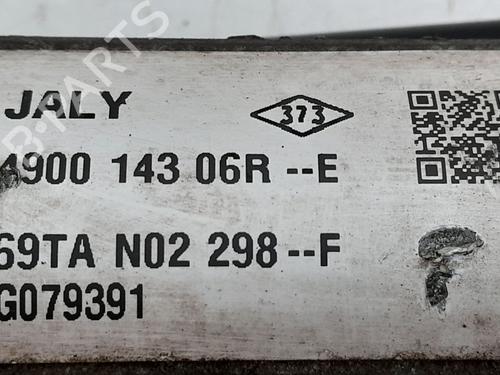 JALY
373
4900 143 06R --E
69TA N02 298 --F
G079391